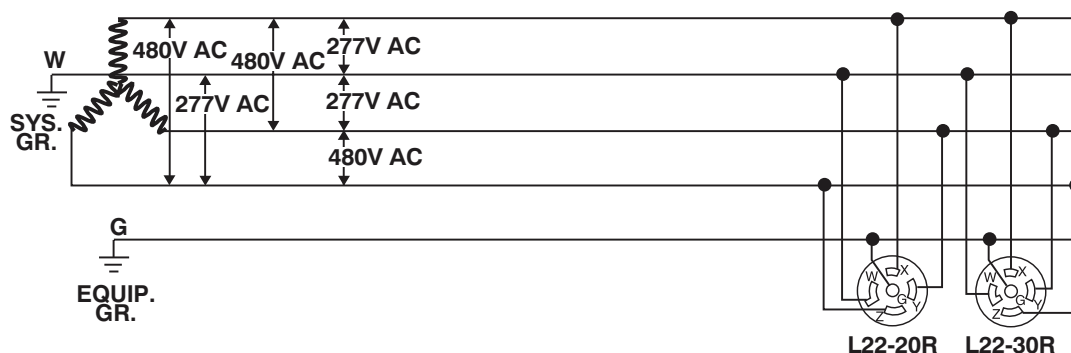 480V AC
480V AC
277V AC
W
277V AC
277V AC
SYS.
GR.
480V AC
G
EQUIP.
GR.
W X G Y Z
W X G Y Z
L22-20R
L22-30R